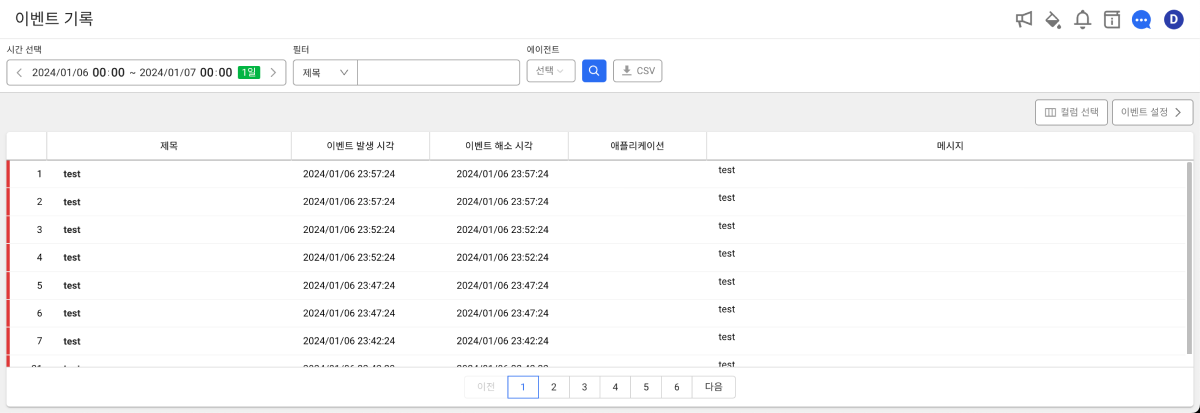 이벤트 기록
D
시간 선택
필터
에이전트
2024/01/06 00:00 ~ 2024/01/07 00:00 1일
제목
선택
CSV
컬럼 선택
이벤트 설정
제목 이벤트 발생 시각 이벤트 해소 시각 애플리케이션 메시지
1 test 2024/01/06 23:57:24 2024/01/06 23:57:24 test
2 test 2024/01/06 23:57:24 2024/01/06 23:57:24 test
3 test 2024/01/06 23:52:24 2024/01/06 23:52:24 test
4 test 2024/01/06 23:52:24 2024/01/06 23:52:24 test
5 test 2024/01/06 23:47:24 2024/01/06 23:47:24 test
6 test 2024/01/06 23:47:24 2024/01/06 23:47:24 test
7 test 2024/01/06 23:42:24 2024/01/06 23:42:24 test
test
이전 1 2 3 4 5 6 다음